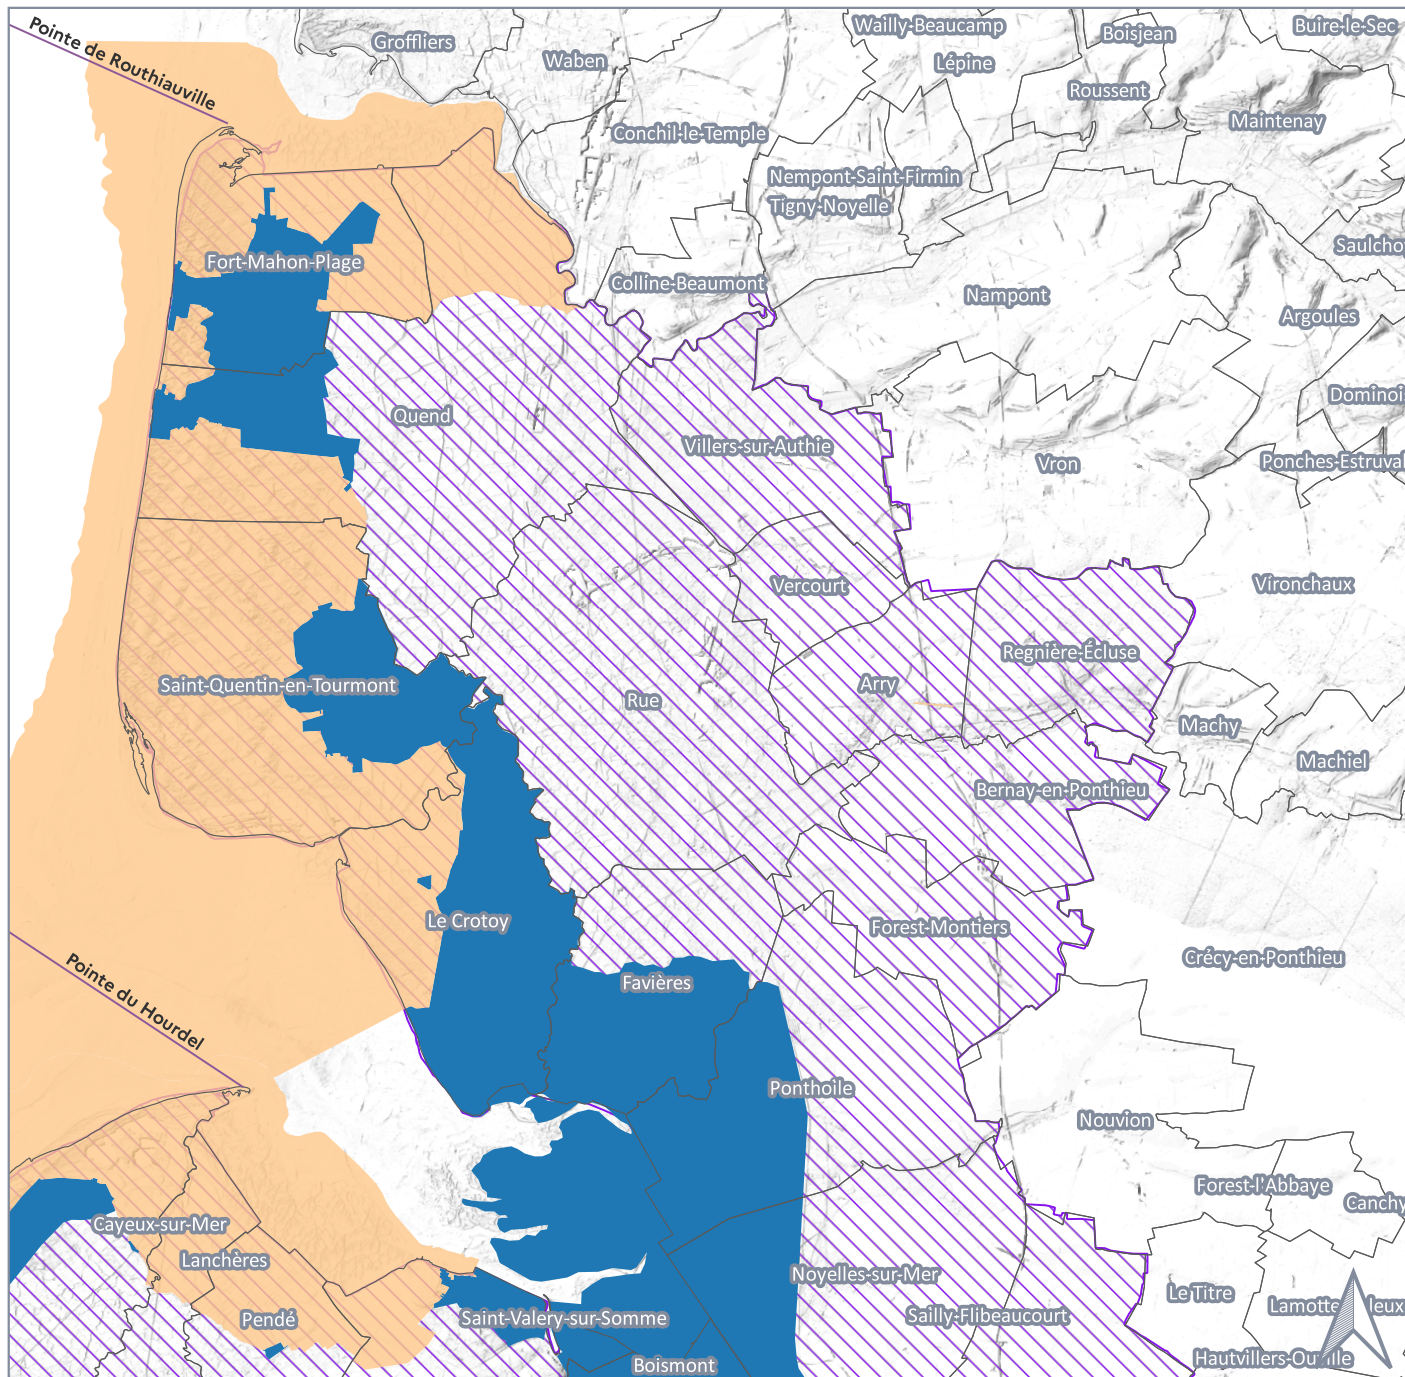 Pointe de Routhiauville
Groffliers
Waben
Wailly-Beaucamp
Boisjean
Buire-le-Sec
Lépine
Roussent
Maintenay
Conchil-le-Temple
Nempont-Saint-Firmin
Tigny-Noyelle
Saulcho
Fort-Mahon-Plage
Colline-Beaumont
Nampont
Argoules
Dominoi
Quend
Villers-sur-Authie
Vron
Ponches-Estruval
Vercourt
Vironchaux
Regnière-Écluse
Saint-Quentin-en-Tourmont
Rue
Arry
Machy
Machiel
Bernay-en-Ponthieu
Le Crotoy
Forest-Montiers
Crécy-en-Ponthieu
Pointe du Hourdel
Favières
Ponthoile
Nouvion
Forest-l'Abbaye
Canchy
Cayeux-sur-Mer
Lanchères
Noyelles-sur-Mer
Le Titre
Lamotte leux
Pendé
Saint-Valery-sur-Somme
Sailly-Flibeaucourt
Boismont
Hautvillers-Ouville